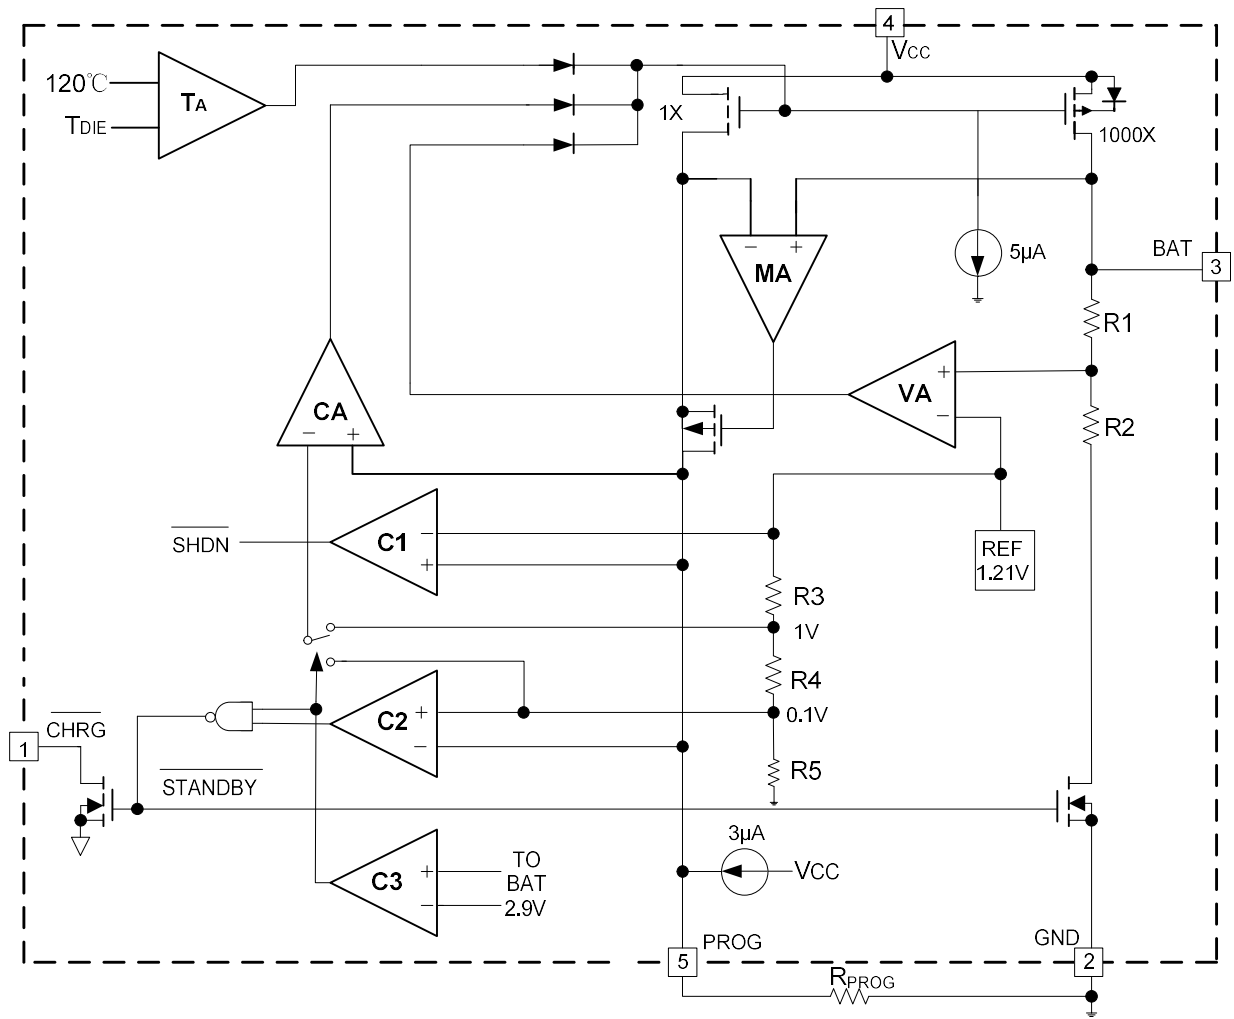 4
VCC
120℃
TA
TDIE
1X
1000X
− +
MA
5µA
BAT
3
R1
+
VA
−
R2
CA
− +
SHDN
C1
−
+
REF
1.21V
R3
1V
R4
0.1V
R5
C2
+
−
CHRG
1
STANDBY
3µA
VCC
C3
+
−
TO
BAT
2.9V
PROG
5
GND
2
RPROG